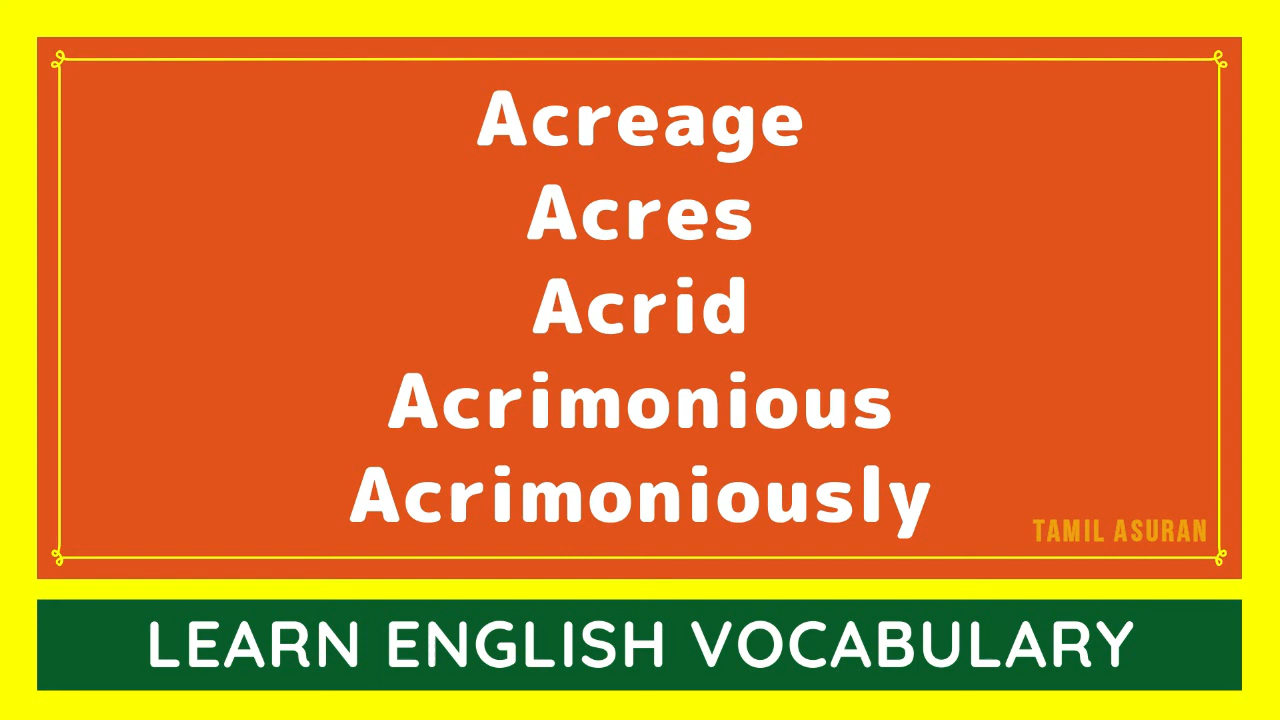 Acreage
Acres
Acrid
Acrimonious
Acrimoniously
TAMIL ASURAN
LEARN ENGLISH VOCABULARY